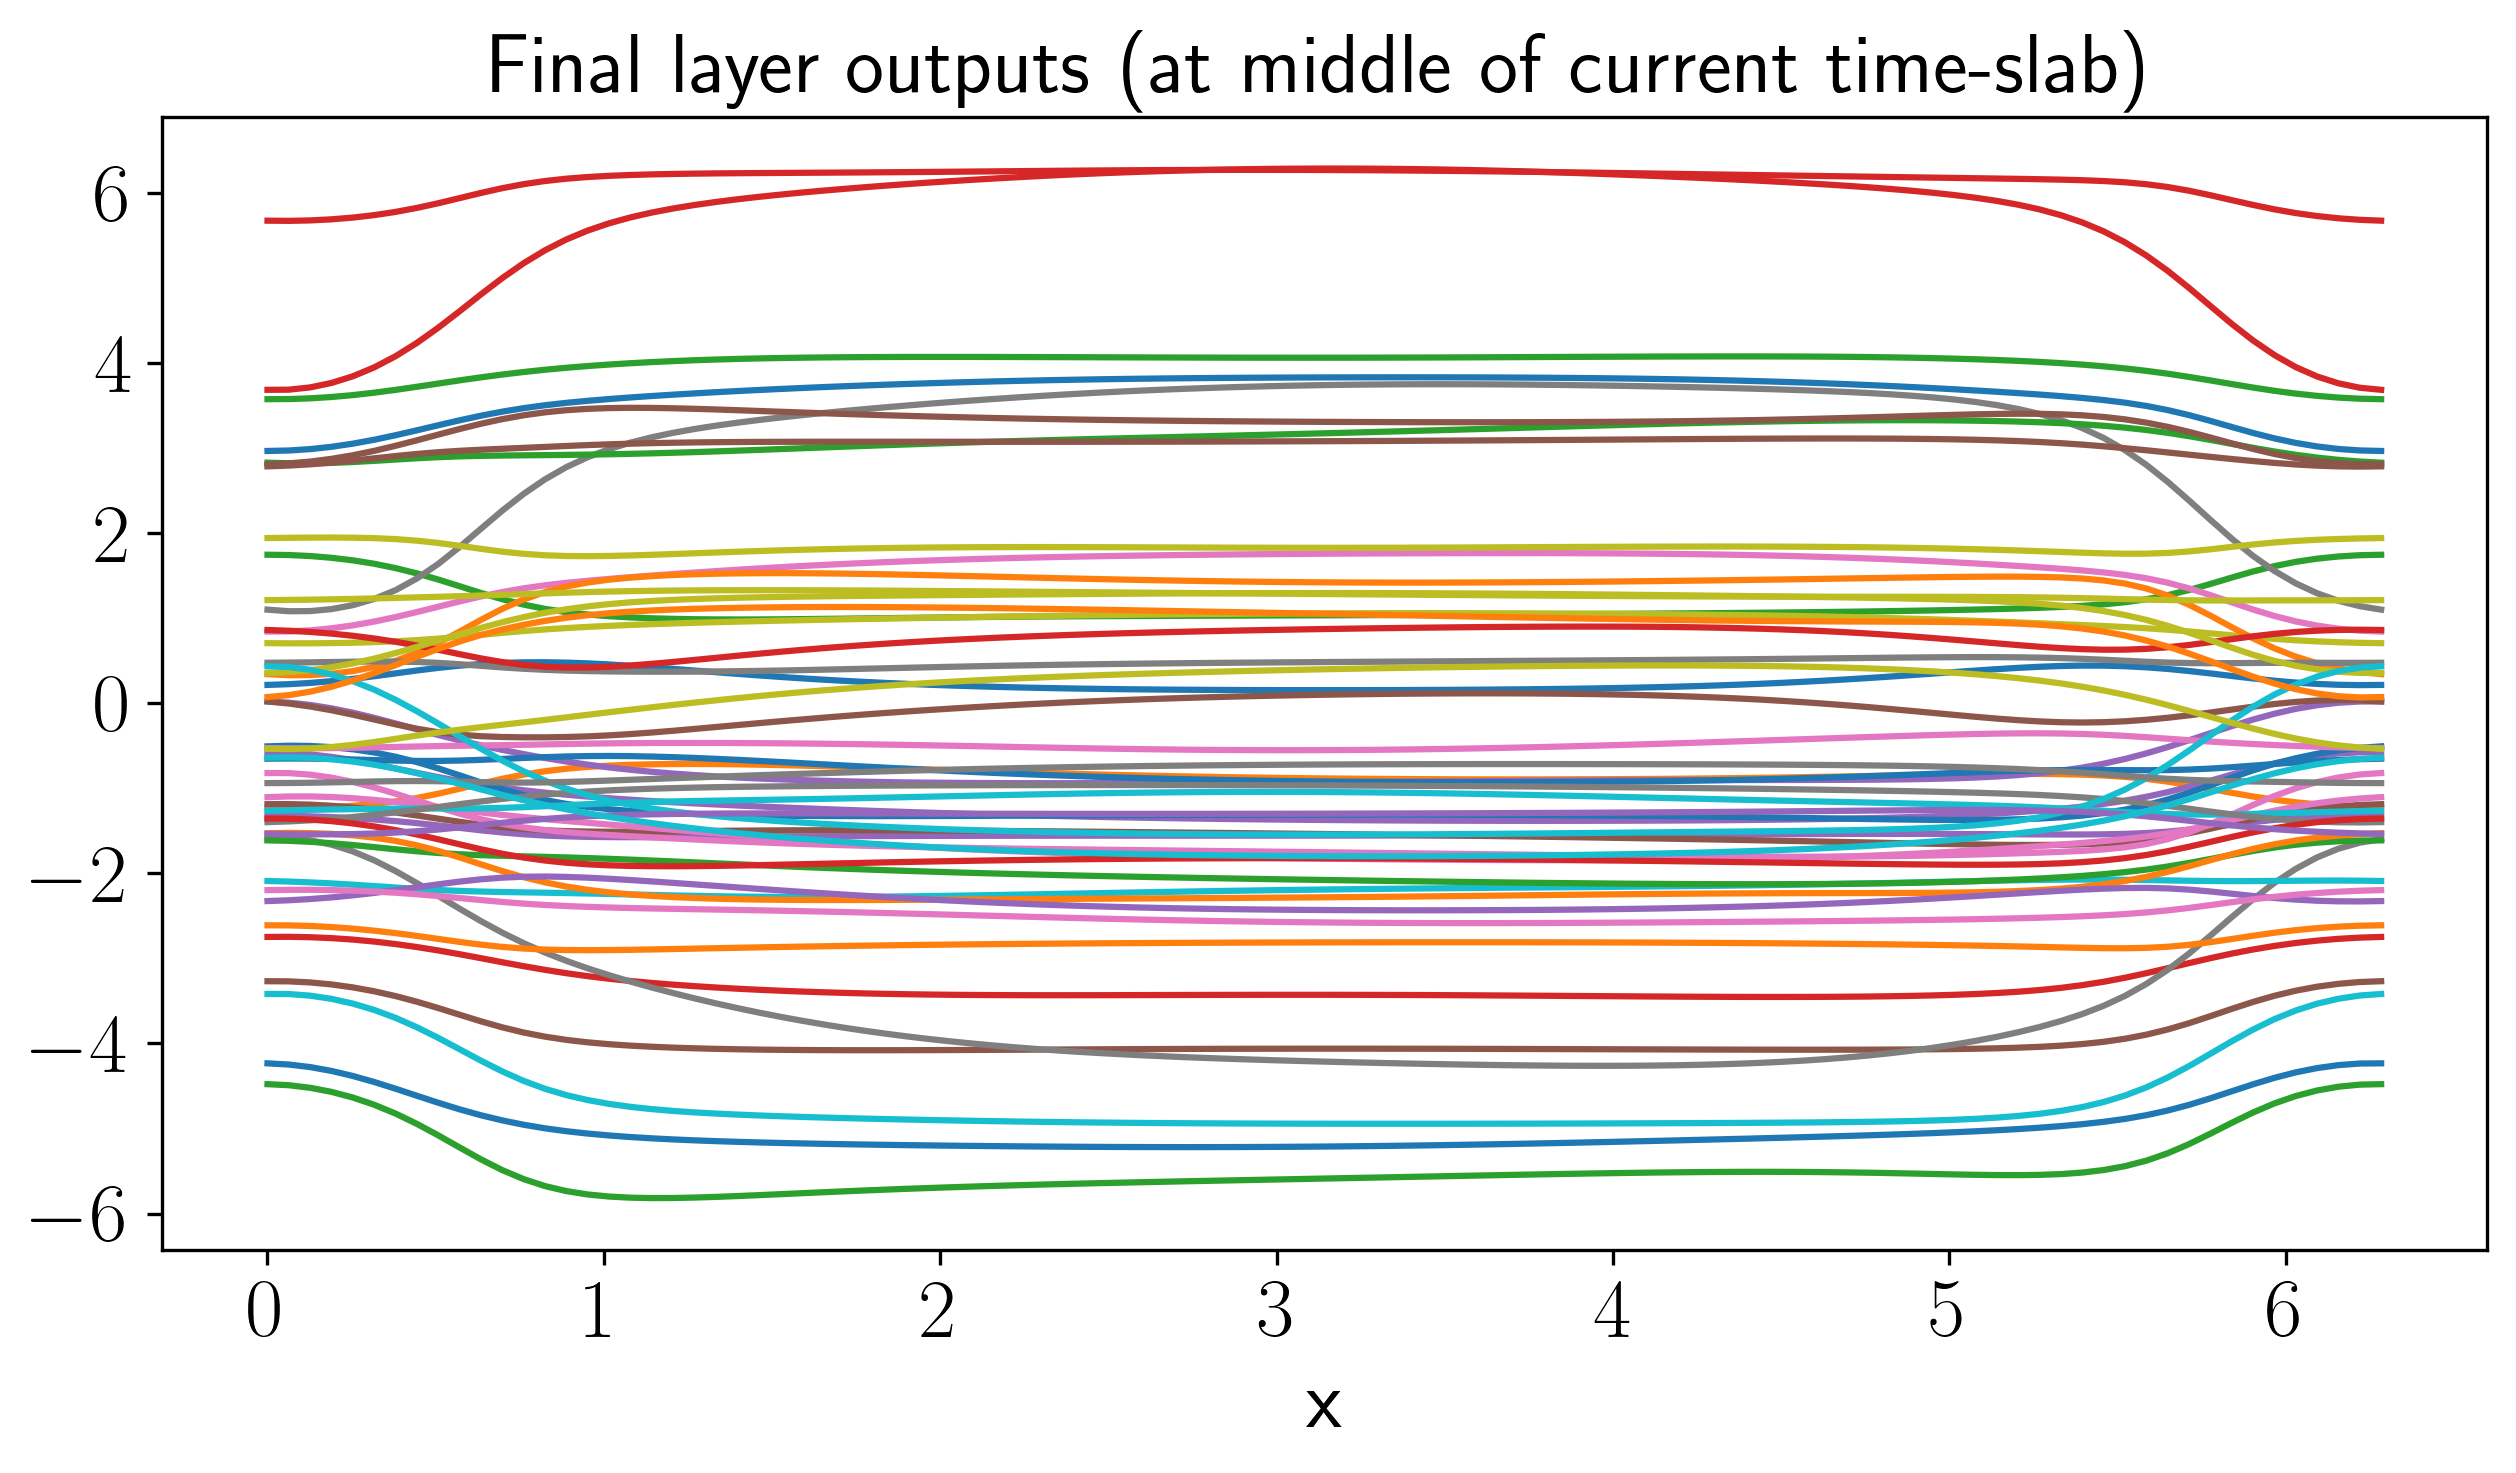 Final layer outputs (at middle of current time-slab)
6
4
2
0
−2
−4
−6
0 1 2 3 4 5 6
x